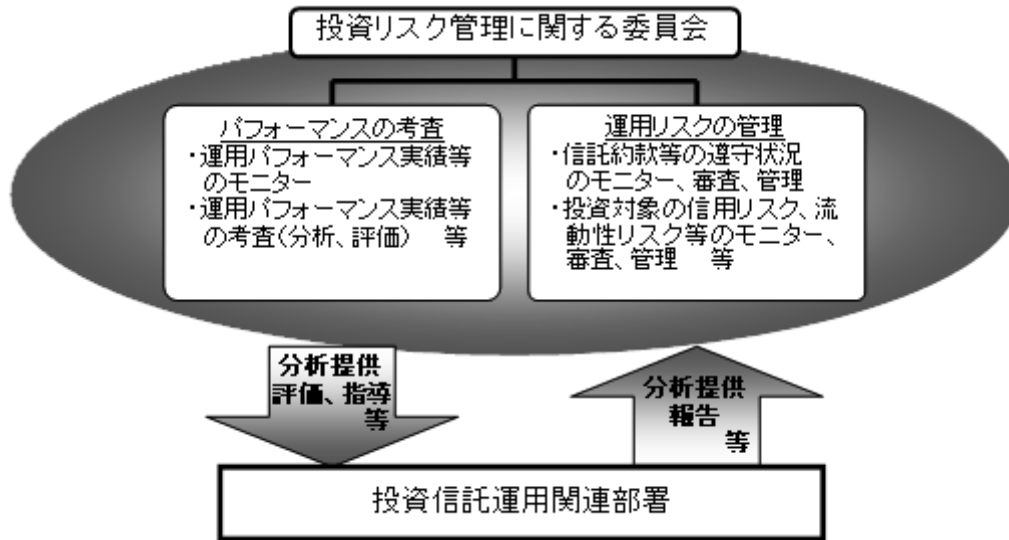 投資リスク管理に関する委員会
パフォーマンスの考査
・運用パフォーマンス実績等
のモニター
・運用パフォーマンス実績等
の考査(分析、評価) 等
運用リスクの管理
・信託約款等の遵守状況
のモニター、審査、管理
・投資対象の信用リスク、流
動性リスク等のモニター、
審査、管理 等
分析提供
評価、指導
等
分析提供
報告
等
投資信託運用関連部署